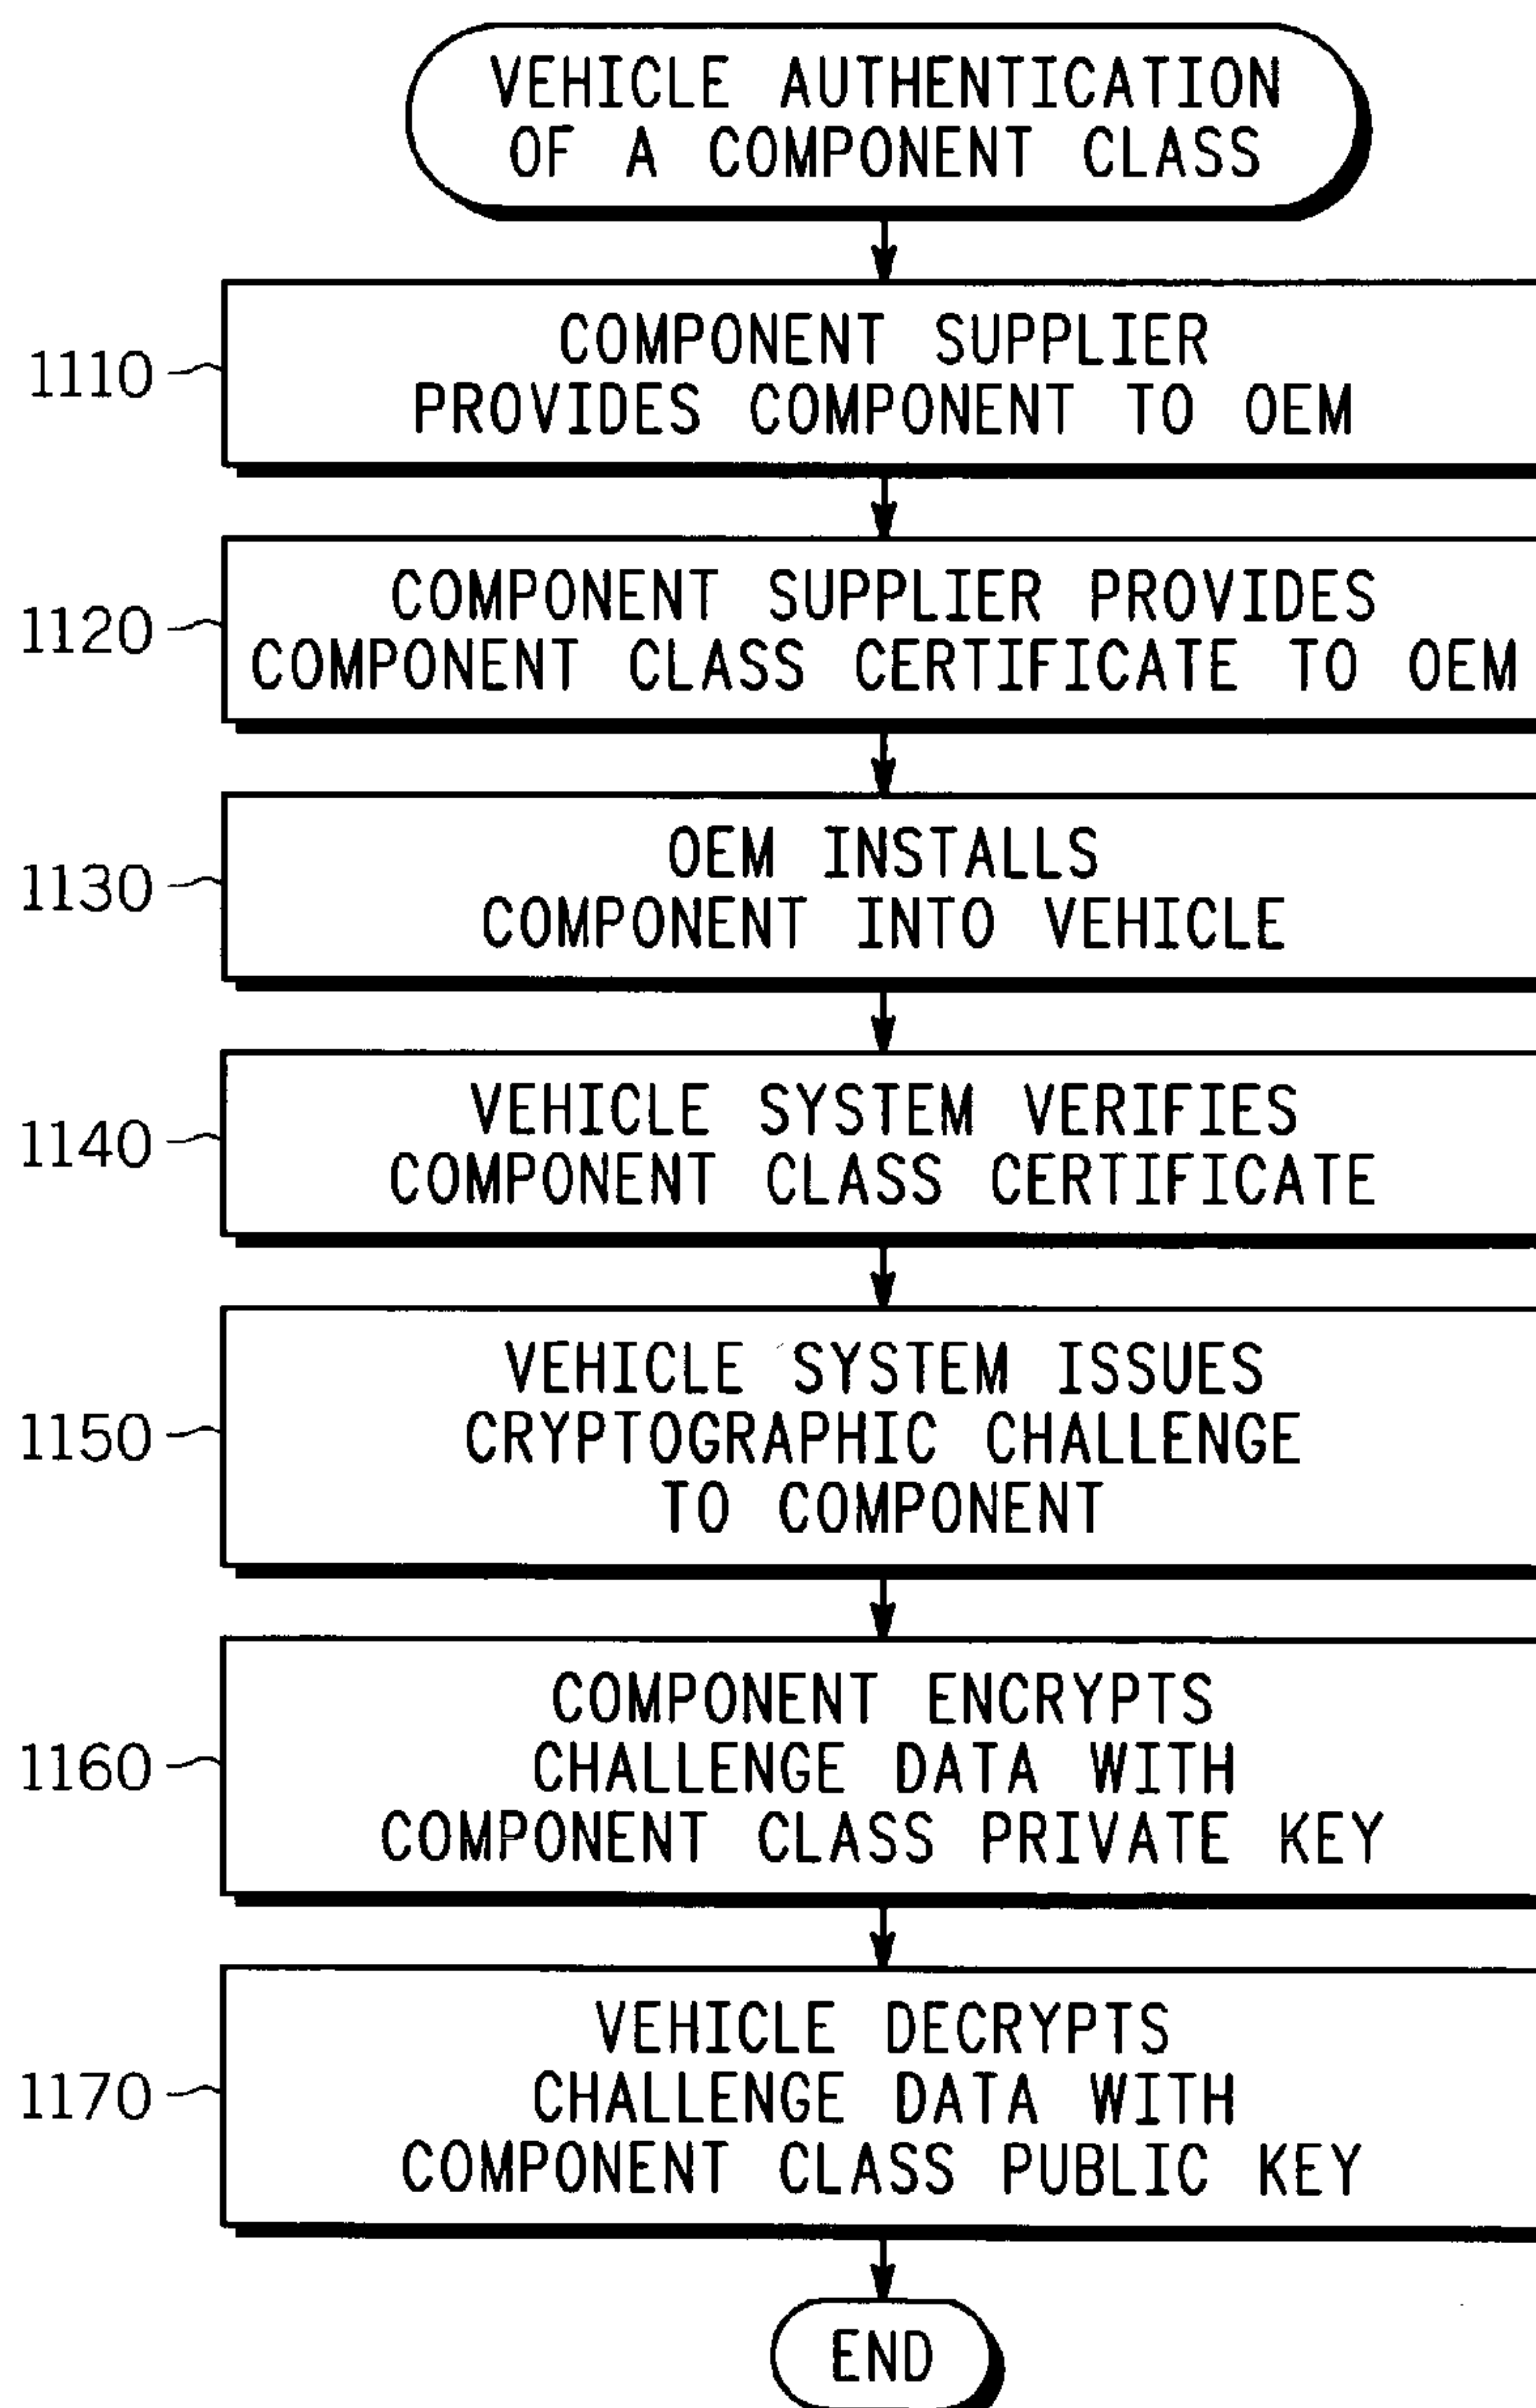 VEHICLE AUTHENTICATION
OF A COMPONENT CLASS
1110
COMPONENT SUPPLIER
PROVIDES COMPONENT TO OEM
1120
COMPONENT SUPPLIER PROVIDES
COMPONENT CLASS CERTIFICATE TO OEM
1130
OEM INSTALLS
COMPONENT INTO VEHICLE
1140
VEHICLE SYSTEM VERIFIES
COMPONENT CLASS CERTIFICATE
1150
VEHICLE SYSTEM ISSUES
CRYPTOGRAPHIC CHALLENGE
TO COMPONENT
1160
COMPONENT ENCRYPTS
CHALLENGE DATA WITH
COMPONENT CLASS PRIVATE KEY
1170
VEHICLE DECRYPTS
CHALLENGE DATA WITH
COMPONENT CLASS PUBLIC KEY
END